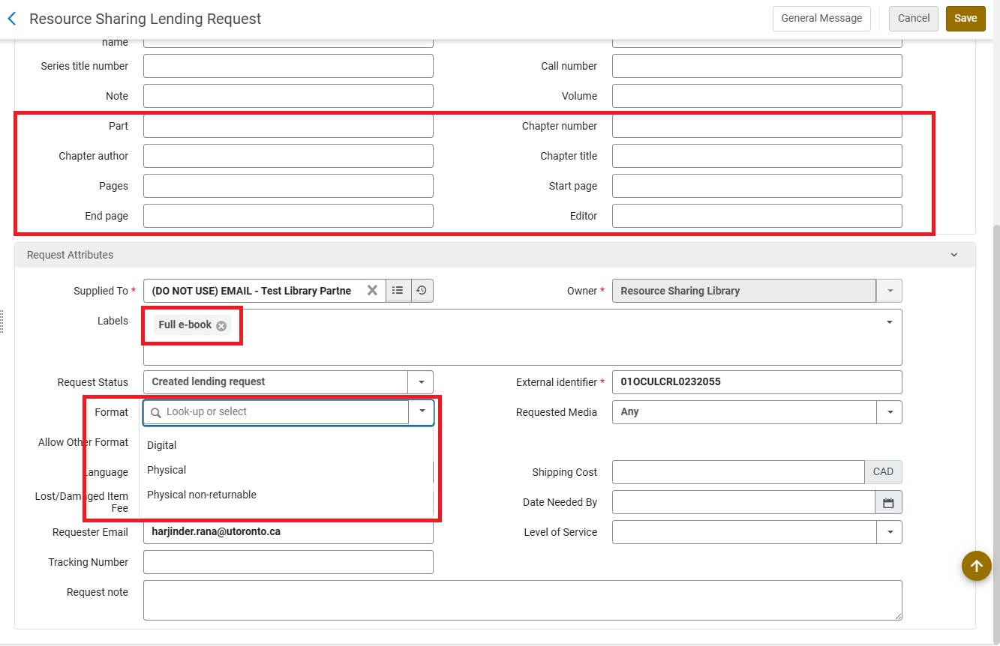 Resource Sharing Lending Request General Message Cancel Save
name
Series title number Call number
Note Volume
Part Chapter number
Chapter author Chapter title
Pages Start page
End page Editor
Request Attributes
Supplied To * (DO NOT USE) EMAIL - Test Library Partne Owner * Resource Sharing Library
Labels Full e-book
Request Status Created lending request External identifier * 01OCULCRL0232055
Format Look-up or select Requested Media Any
Allow Other Format Digital
Language Physical Shipping Cost CAD
Lost/Damaged Item Fee Physical non-returnable Date Needed By
Requester Email harjinder.rana@utoronto.ca Level of Service
Tracking Number
Request note